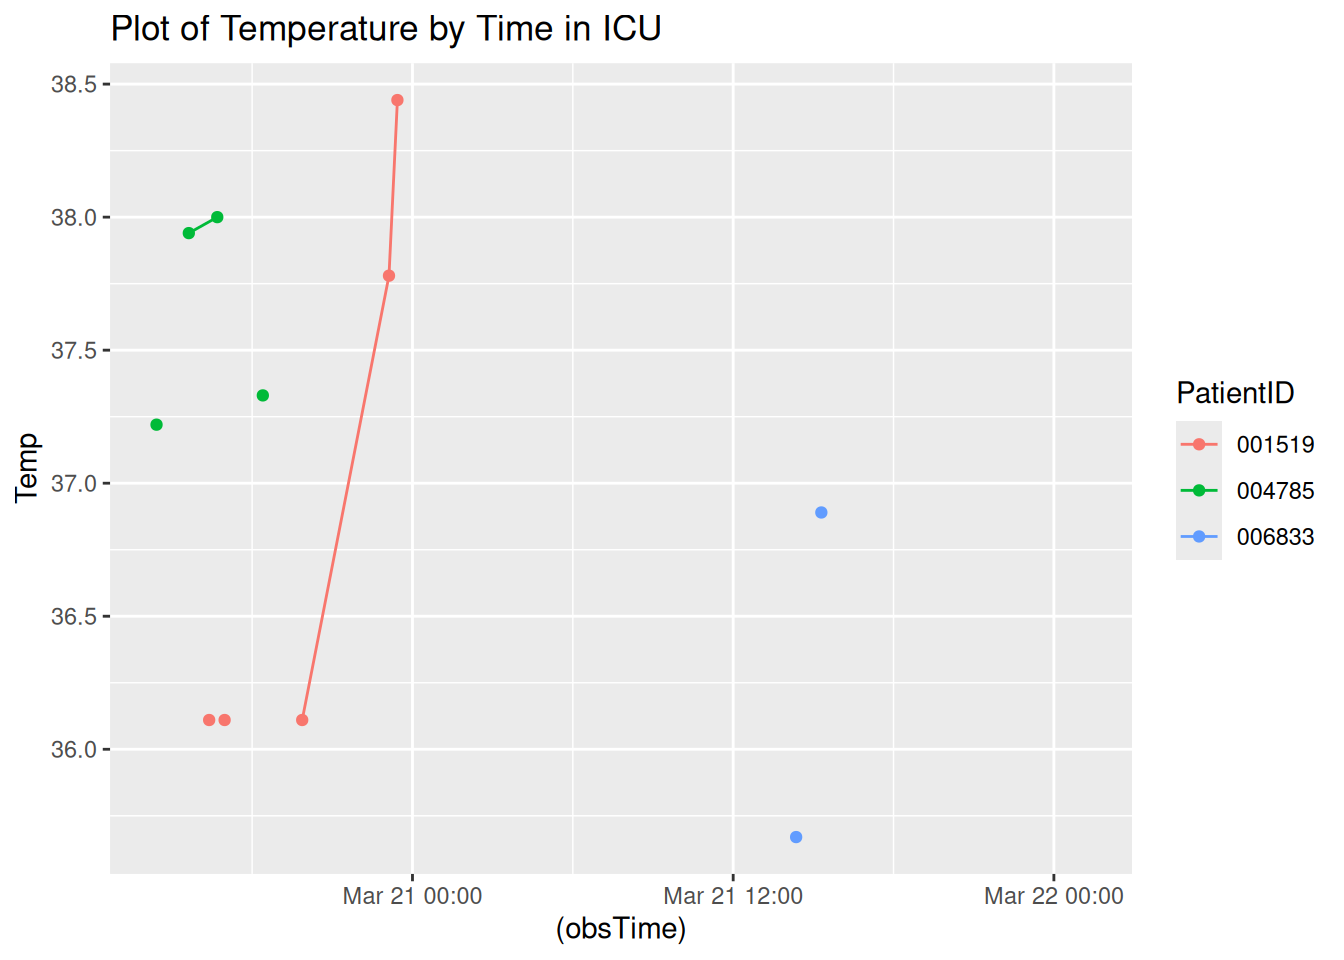 Plot of Temperature by Time in ICU
38.5
38.0
37.5
37.0
36.5
36.0
Temp
Mar 21 00:00
Mar 21 12:00
Mar 22 00:00
(obsTime)
PatientID
001519
004785
006833